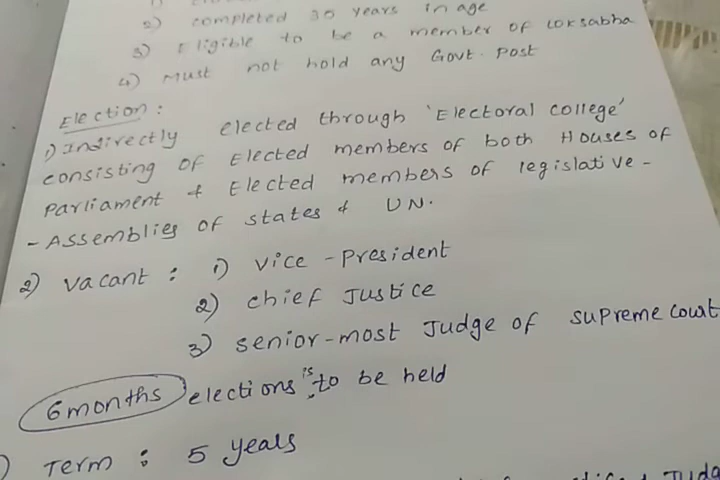 2) completed 35 years in age
3) Eligible to be a member of Loksabha
4) Must not hold any Govt. Post
Election :
1) Indirectly elected through 'Electoral college'
consisting of Elected members of both Houses of
Parliament & Elected members of legislative -
- Assemblies of states & UN.
2) Vacant : 1) Vice - President
2) chief Justice
3) senior-most Judge of supreme court
6 months elections is to be held
Term : 5 years